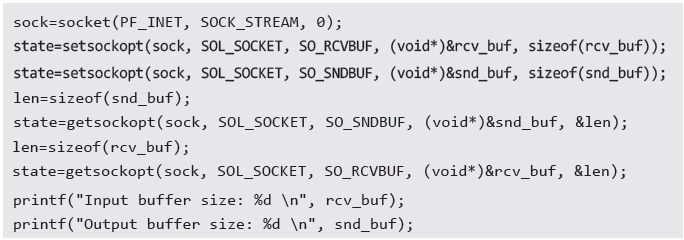 sock=socket(PF_INET, SOCK_STREAM, 0);
state=setsockopt(sock, SOL_SOCKET, SO_RCVBUF, (void*)&rcv_buf, sizeof(rcv_buf));
state=setsockopt(sock, SOL_SOCKET, SO_SNDBUF, (void*)&snd_buf, sizeof(snd_buf));
len=sizeof(snd_buf);
state=getsockopt(sock, SOL_SOCKET, SO_SNDBUF, (void*)&snd_buf, &len);
len=sizeof(rcv_buf);
state=getsockopt(sock, SOL_SOCKET, SO_RCVBUF, (void*)&rcv_buf, &len);
printf("Input buffer size: %d \n", rcv_buf);
printf("Output buffer size: %d \n", snd_buf);